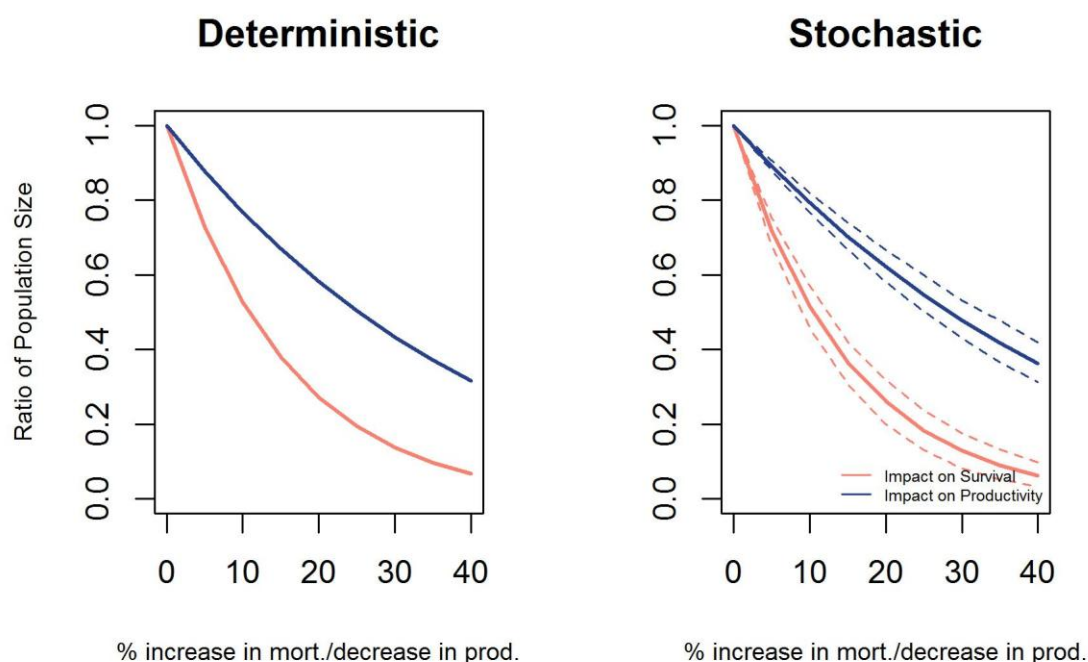 Deterministic
Ratio of Population Size
1.0
0.8
0.6
0.4
0.2
0.0
0 10 20 30 40
% increase in mort./decrease in prod.
Stochastic
1.0
0.8
0.6
0.4
0.2
0.0
Impact on Survival
Impact on Productivity
0 10 20 30 40
% increase in mort./decrease in prod.